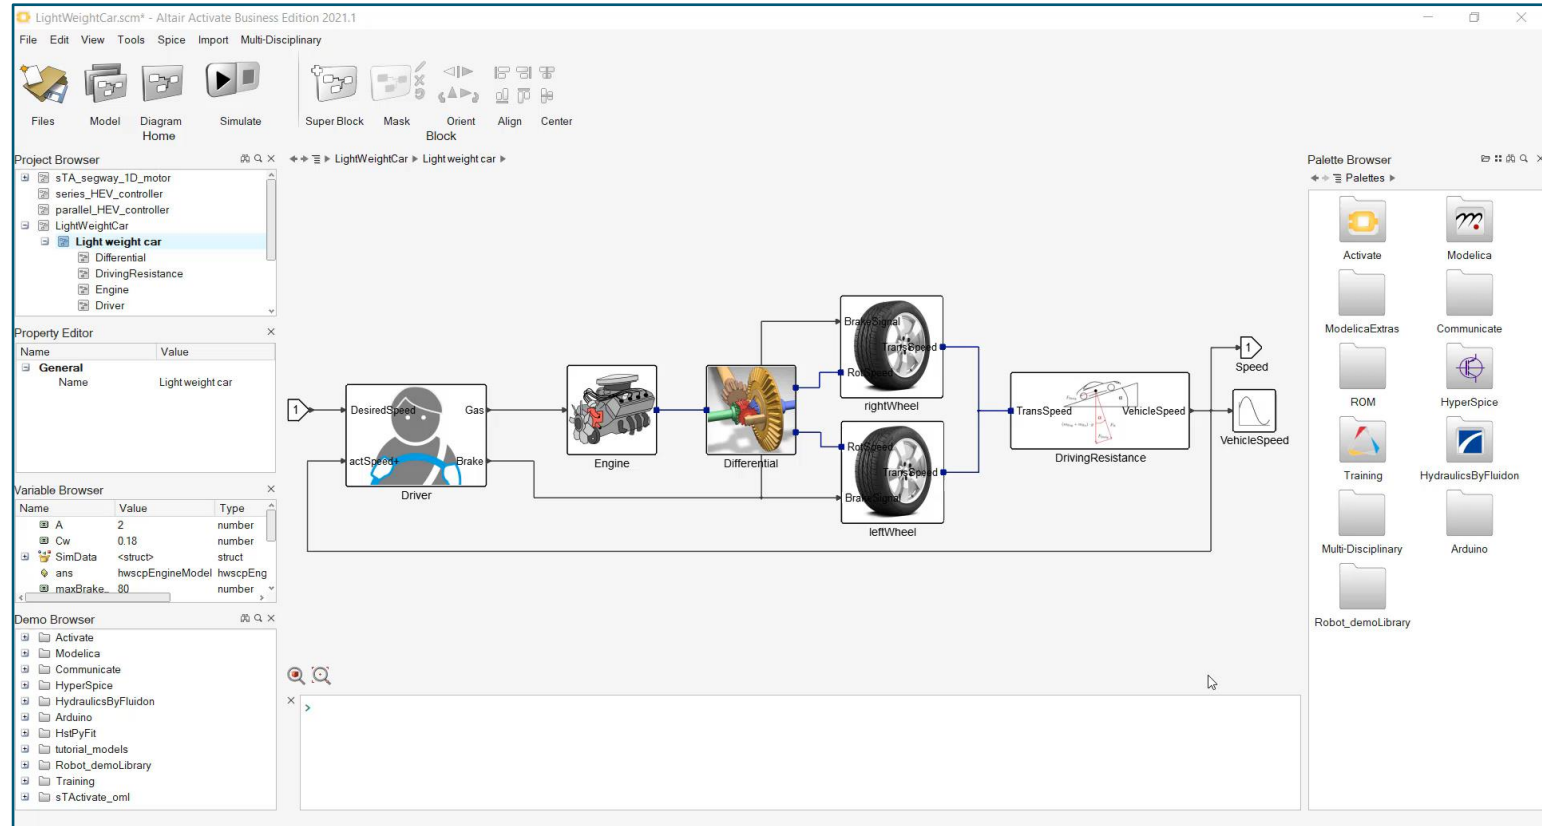 LightWeightCar.scm* - Altair Activate Business Edition 2021.1
File Edit View Tools Spice Import Multi-Disciplinary
Files Model Diagram Simulate Super Block Mask Orient Align Center
Home Block
Project Browser
sTA_segway_1D_motor
series_HEV_controller
parallel_HEV_controller
LightWeightCar
Light weight car
Differential
DrivingResistance
Engine
Driver
Property Editor
Name Value
General
Name Light weight car
Variable Browser
Name Value Type
A 2 number
Cw 0.18 number
SimData <struct> struct
ans hwscpEngineModel hwscpEng
maxBrake_ 80 number
Demo Browser
Activate
Modelica
Communicate
HyperSpice
HydraulicsByFluidon
Arduino
HstPyFit
tutorial_models
Robot_demoLibrary
Training
sTActivate_oml
LightWeightCar Light weight car
1
DesiredSpeed Gas
actSpeed+ Brake
Driver
Engine
Differential
BrakeSignal
TransSpeed
RotSpeed
rightWheel
RotSpeed
TransSpeed
BrakeSignal
leftWheel
TransSpeed VehicleSpeed
DrivingResistance
1
Speed
VehicleSpeed
>
Palette Browser
Palettes
Activate Modelica
ModelicaExtras Communicate
ROM HyperSpice
Training HydraulicsByFluidon
Multi-Disciplinary Arduino
Robot_demoLibrary